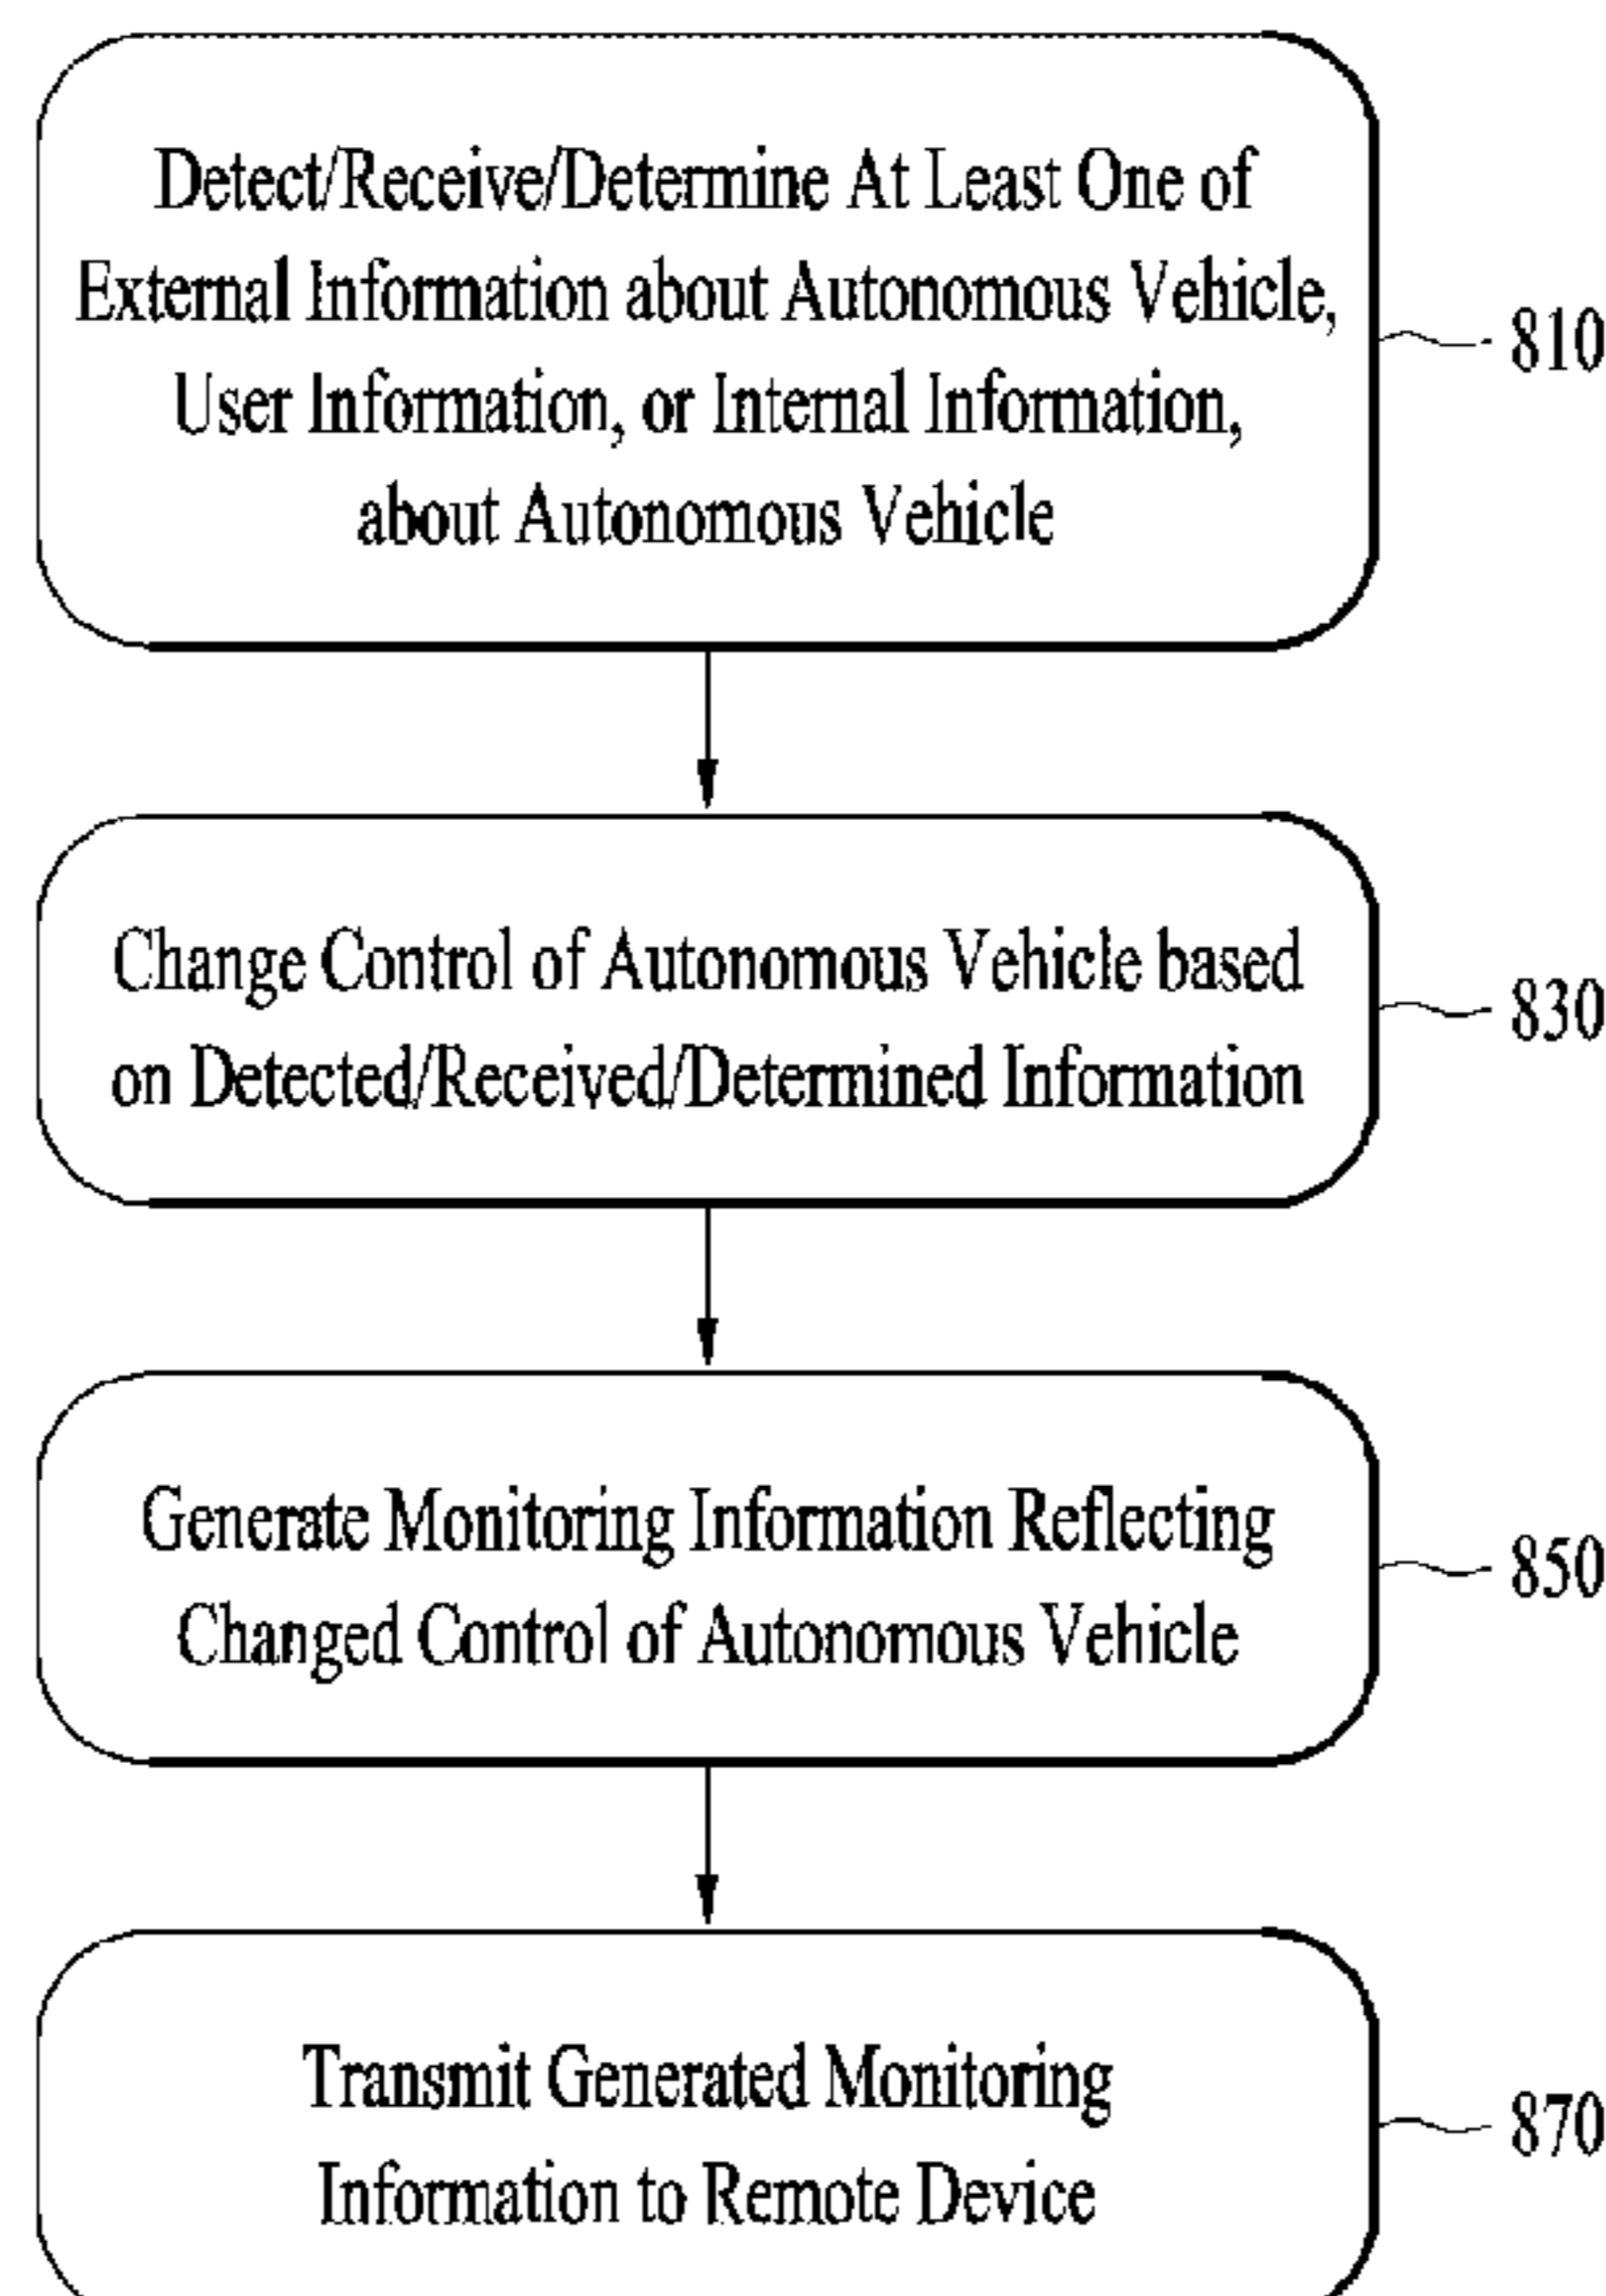 Detect/Receive/Determine At Least One of
External Information about Autonomous Vehicle,
User Information, or Internal Information,
about Autonomous Vehicle
810
Change Control of Autonomous Vehicle based
on Detected/Received/Determined Information
830
Generate Monitoring Information Reflecting
Changed Control of Autonomous Vehicle
850
Transmit Generated Monitoring
Information to Remote Device
870